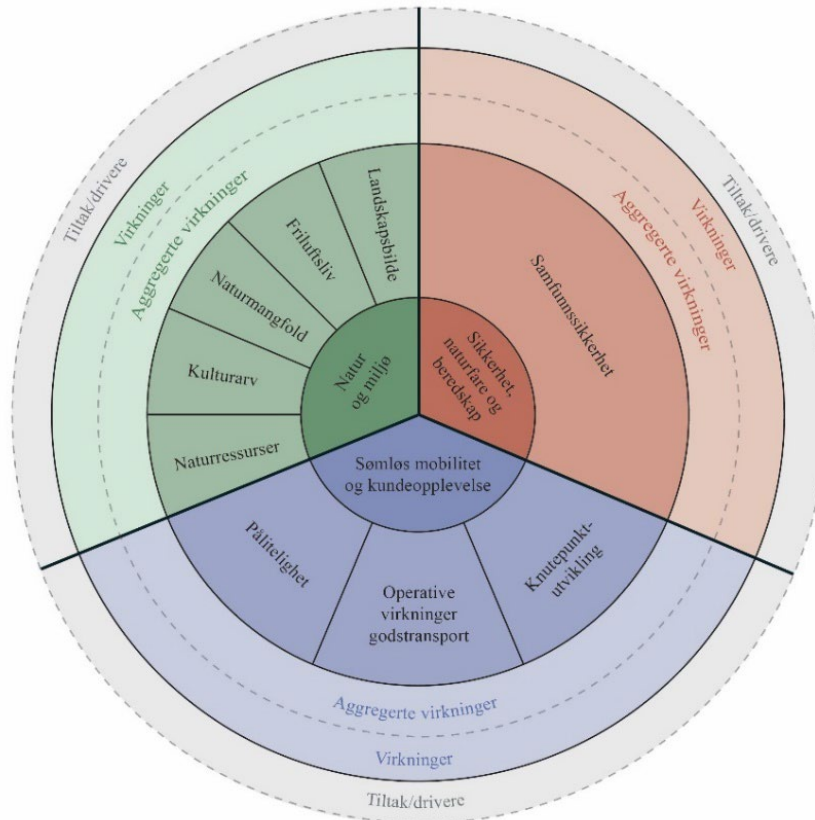 Tiltak/drivere
Virkninger
Aggregerte virkninger
Landskapsbilde
Friluftsliv
Naturmangfold
Kulturarv
Naturressurser
Natur
og miljø
Tiltak/drivere
Virkninger
Aggregerte virkninger
Samfunnssikkerhet
Sikkerhet,
naturfare og
beredskap
Sømløs mobilitet
og kundeopplevelse
Pålitelighet
Operative
virkninger
godstransport
Knutepunkt-
utvikling
Aggregerte virkninger
Virkninger
Tiltak/drivere